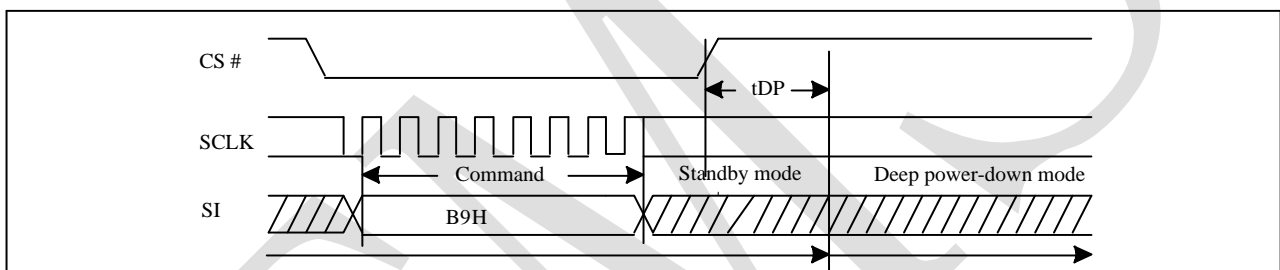 CS #
tDP
SCLK
Command
Standby mode
Deep power-down mode
SI
B9H